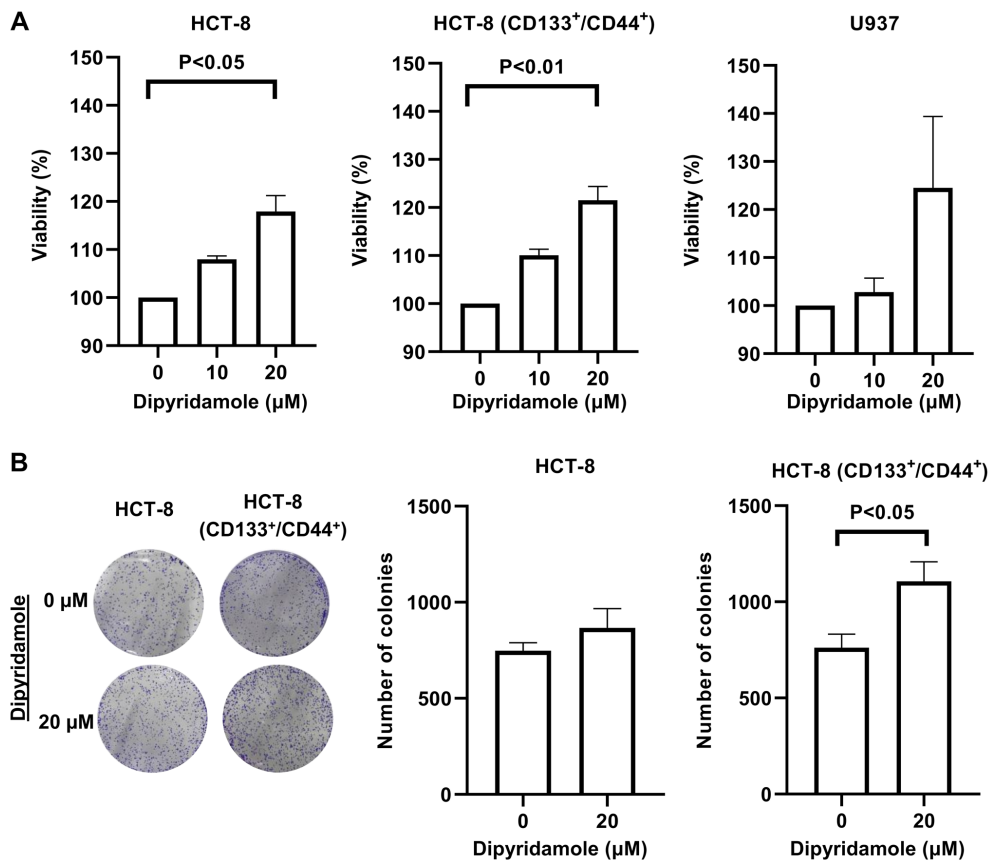 A
HCT-8
P<0.05
Viability (%)
150
140
130
120
110
100
90
0 10 20
Dipyridamole (µM)
HCT-8 (CD133⁺/CD44⁺)
P<0.01
Viability (%)
150
140
130
120
110
100
90
0 10 20
Dipyridamole (µM)
U937
Viability (%)
150
140
130
120
110
100
90
0 10 20
Dipyridamole (µM)
B
HCT-8
HCT-8
(CD133⁺/CD44⁺)
Dipyridamole
0 µM
20 µM
HCT-8
Number of colonies
1500
1000
500
0
0 20
Dipyridamole (µM)
HCT-8 (CD133⁺/CD44⁺)
P<0.05
Number of colonies
1500
1000
500
0
0 20
Dipyridamole (µM)